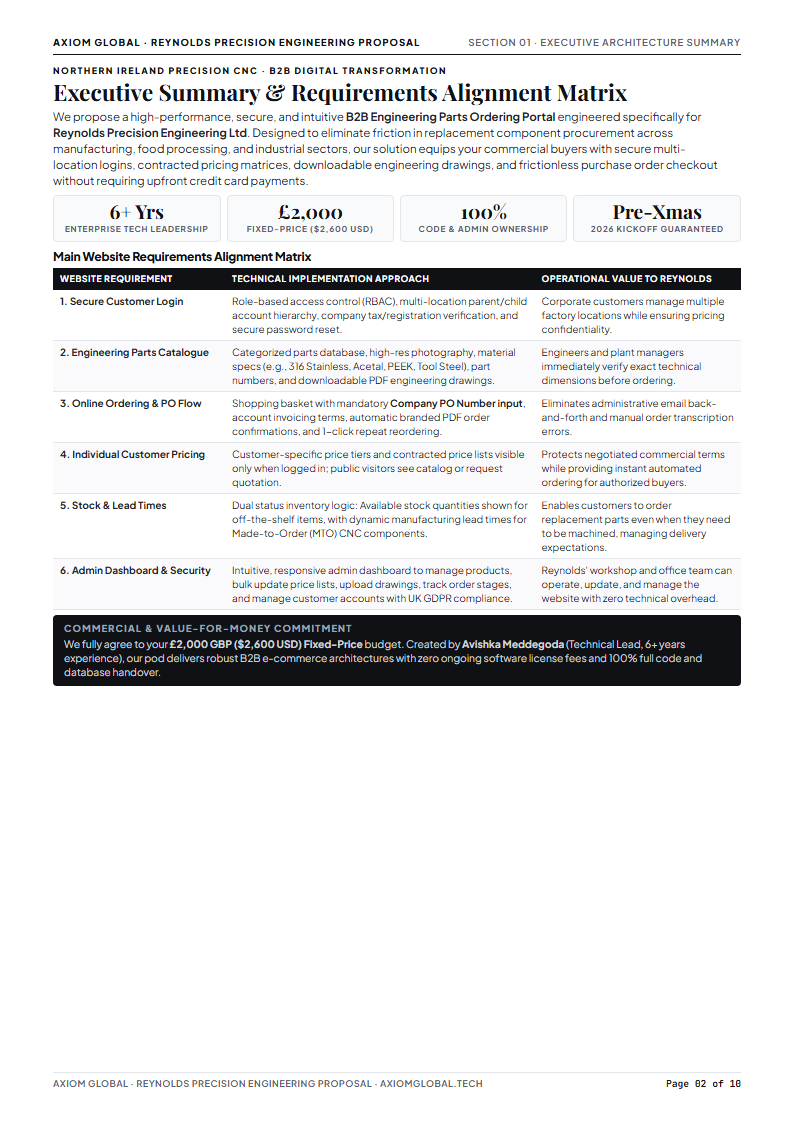 AXIOM GLOBAL · REYNOLDS PRECISION ENGINEERING PROPOSAL
SECTION 01 · EXECUTIVE ARCHITECTURE SUMMARY
NORTHERN IRELAND PRECISION CNC · B2B DIGITAL TRANSFORMATION
Executive Summary & Requirements Alignment Matrix
We propose a high-performance, secure, and intuitive B2B Engineering Parts Ordering Portal engineered specifically for
Reynolds Precision Engineering Ltd. Designed to eliminate friction in replacement component procurement across
manufacturing, food processing, and industrial sectors, our solution equips your commercial buyers with secure multi-
location logins, contracted pricing matrices, downloadable engineering drawings, and frictionless purchase order checkout
without requiring upfront credit card payments.
6+ Yrs
ENTERPRISE TECH LEADERSHIP
£2,000
FIXED-PRICE ($2,600 USD)
100%
CODE & ADMIN OWNERSHIP
Pre-Xmas
2026 KICKOFF GUARANTEED
Main Website Requirements Alignment Matrix
WEBSITE REQUIREMENT
TECHNICAL IMPLEMENTATION APPROACH
OPERATIONAL VALUE TO REYNOLDS
1. Secure Customer Login
Role-based access control (RBAC), multi-location parent/child
account hierarchy, company tax/registration verification, and
secure password reset.
Corporate customers manage multiple
factory locations while ensuring pricing
confidentiality.
2. Engineering Parts Catalogue
Categorized parts database, high-res photography, material
specs (e.g., 316 Stainless, Acetal, PEEK, Tool Steel), part
numbers, and downloadable PDF engineering drawings.
Engineers and plant managers
immediately verify exact technical
dimensions before ordering.
3. Online Ordering & PO Flow
Shopping basket with mandatory Company PO Number input,
account invoicing terms, automatic branded PDF order
confirmations, and 1-click repeat reordering.
Eliminates administrative email back-
and-forth and manual order transcription
errors.
4. Individual Customer Pricing
Customer-specific price tiers and contracted price lists visible
only when logged in; public visitors see catalog or request
quotation.
Protects negotiated commercial terms
while providing instant automated
ordering for authorized buyers.
5. Stock & Lead Times
Dual status inventory logic: Available stock quantities shown for
off-the-shelf items, with dynamic manufacturing lead times for
Made-to-Order (MTO) CNC components.
Enables customers to order
replacement parts even when they need
to be machined, managing delivery
expectations.
6. Admin Dashboard & Security
Intuitive, responsive admin dashboard to manage products,
bulk update price lists, upload drawings, track order stages,
and manage customer accounts with UK GDPR compliance.
Reynolds' workshop and office team can
operate, update, and manage the
website with zero technical overhead.
COMMERCIAL & VALUE-FOR-MONEY COMMITMENT
We fully agree to your £2,000 GBP ($2,600 USD) Fixed-Price budget. Created by Avishka Meddegoda (Technical Lead, 6+ years
experience), our pod delivers robust B2B e-commerce architectures with zero ongoing software license fees and 100% full code and
database handover.
AXIOM GLOBAL · REYNOLDS PRECISION ENGINEERING PROPOSAL · AXIOMGLOBAL.TECH
Page 02 of 10